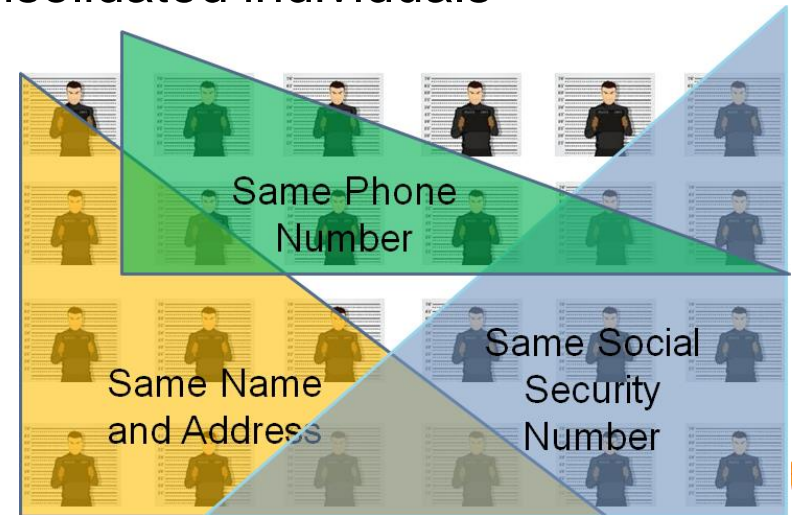 Same Phone
Number
Same Name
and Address
Same Social
Security
Number